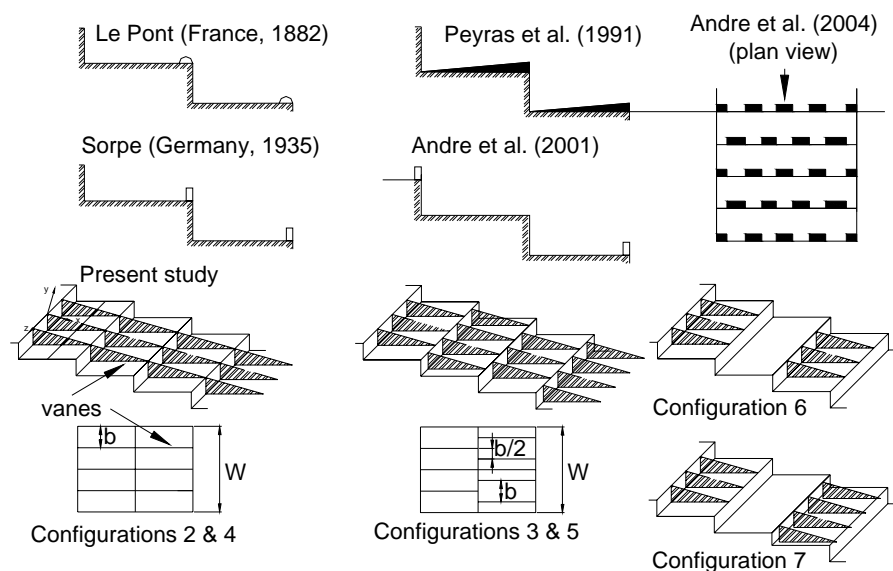 Le Pont (France, 1882)
Peyras et al. (1991)
Andre et al. (2004)
(plan view)
Sorpe (Germany, 1935)
Andre et al. (2001)
Present study
y
x
z
vanes
b
W
Configurations 2 & 4
b/2
b
W
Configurations 3 & 5
Configuration 6
Configuration 7